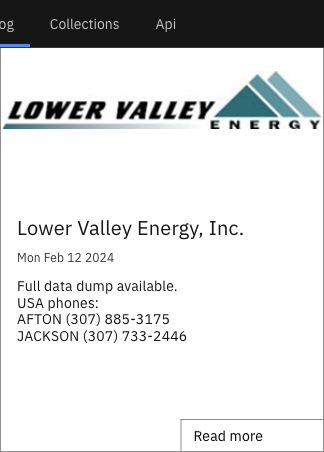 og Collections Api
LOWER VALLEY
ENERGY
Lower Valley Energy, Inc.
Mon Feb 12 2024
Full data dump available.
USA phones:
AFTON (307) 885-3175
JACKSON (307) 733-2446
Read more